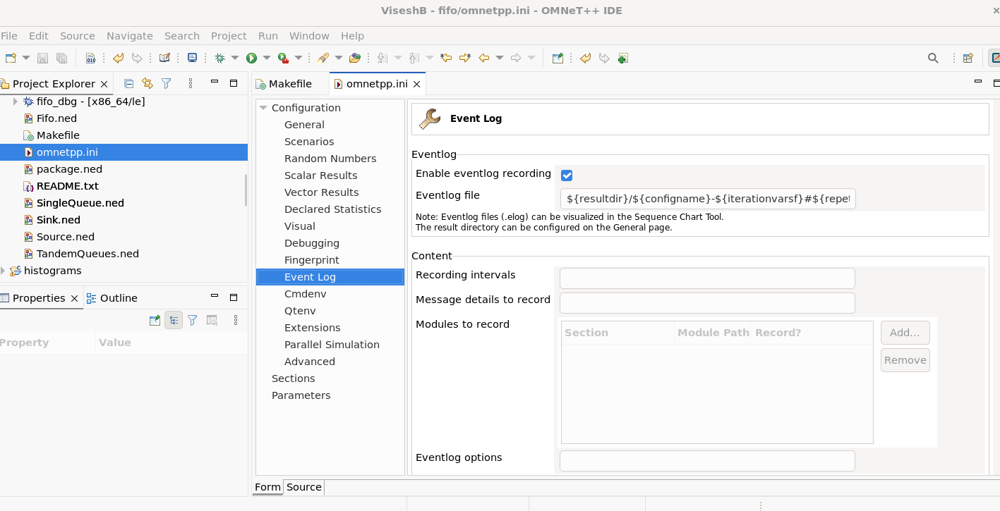 ViseshB - fifo/omnetpp.ini - OMNeT++ IDE
File Edit Source Navigate Search Project Run Window Help
Project Explorer
fifo_dbg - [x86_64/le]
Fifo.ned
Makefile
omnetpp.ini
package.ned
README.txt
SingleQueue.ned
Sink.ned
Source.ned
TandemQueues.ned
histograms
Properties
Outline
Property
Value
Makefile
omnetpp.ini
Configuration
General
Scenarios
Random Numbers
Scalar Results
Vector Results
Declared Statistics
Visual
Debugging
Fingerprint
Event Log
Cmdenv
Qtenv
Extensions
Parallel Simulation
Advanced
Sections
Parameters
Event Log
Eventlog
Enable eventlog recording
Eventlog file
${resultdir}/${configname}-${iterationvarsf}#${repet
Note: Eventlog files (.elog) can be visualized in the Sequence Chart Tool.
The result directory can be configured on the General page.
Content
Recording intervals
Message details to record
Modules to record
Section Module Path Record?
Add...
Remove
Eventlog options
Form Source